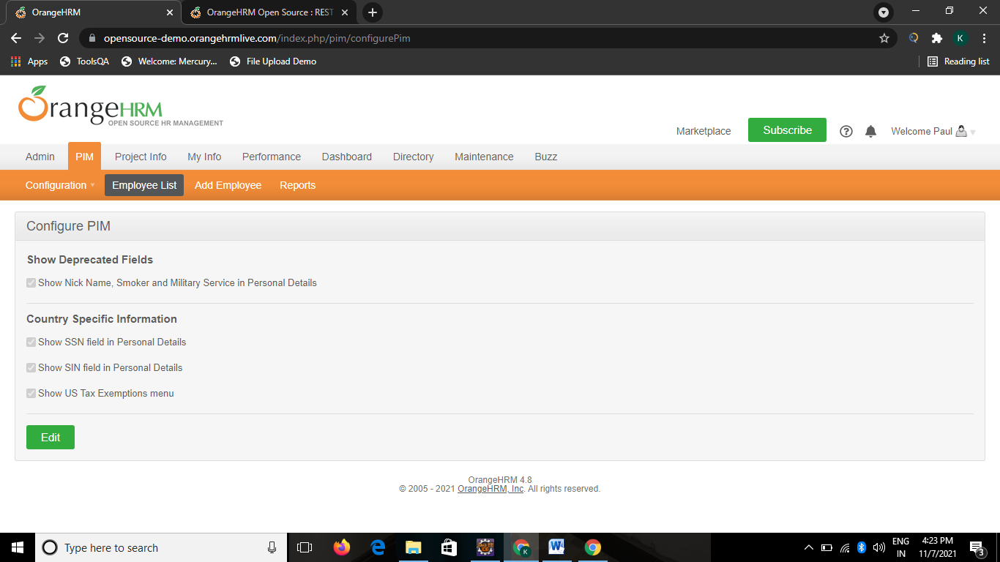 OrangeHRM
OrangeHRM Open Source : REST
opensource-demo.orangehrmlive.com/index.php/pim/configurePim
K
Apps
ToolsQA
Welcome: Mercury...
File Upload Demo
Reading list
OrangeHRM
OPEN SOURCE HR MANAGEMENT
Marketplace
Subscribe
Welcome Paul
Admin
PIM
Project Info
My Info
Performance
Dashboard
Directory
Maintenance
Buzz
Configuration
Employee List
Add Employee
Reports
Configure PIM
Show Deprecated Fields
Show Nick Name, Smoker and Military Service in Personal Details
Country Specific Information
Show SSN field in Personal Details
Show SIN field in Personal Details
Show US Tax Exemptions menu
Edit
OrangeHRM 4.8
© 2005 - 2021 OrangeHRM, Inc. All rights reserved.
Type here to search
K
W
ENG
IN
4:23 PM
11/7/2021
3